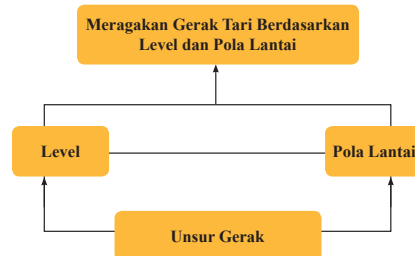 Meragakan Gerak Tari Berdasarkan
Level dan Pola Lantai
Level
Pola Lantai
Unsur Gerak